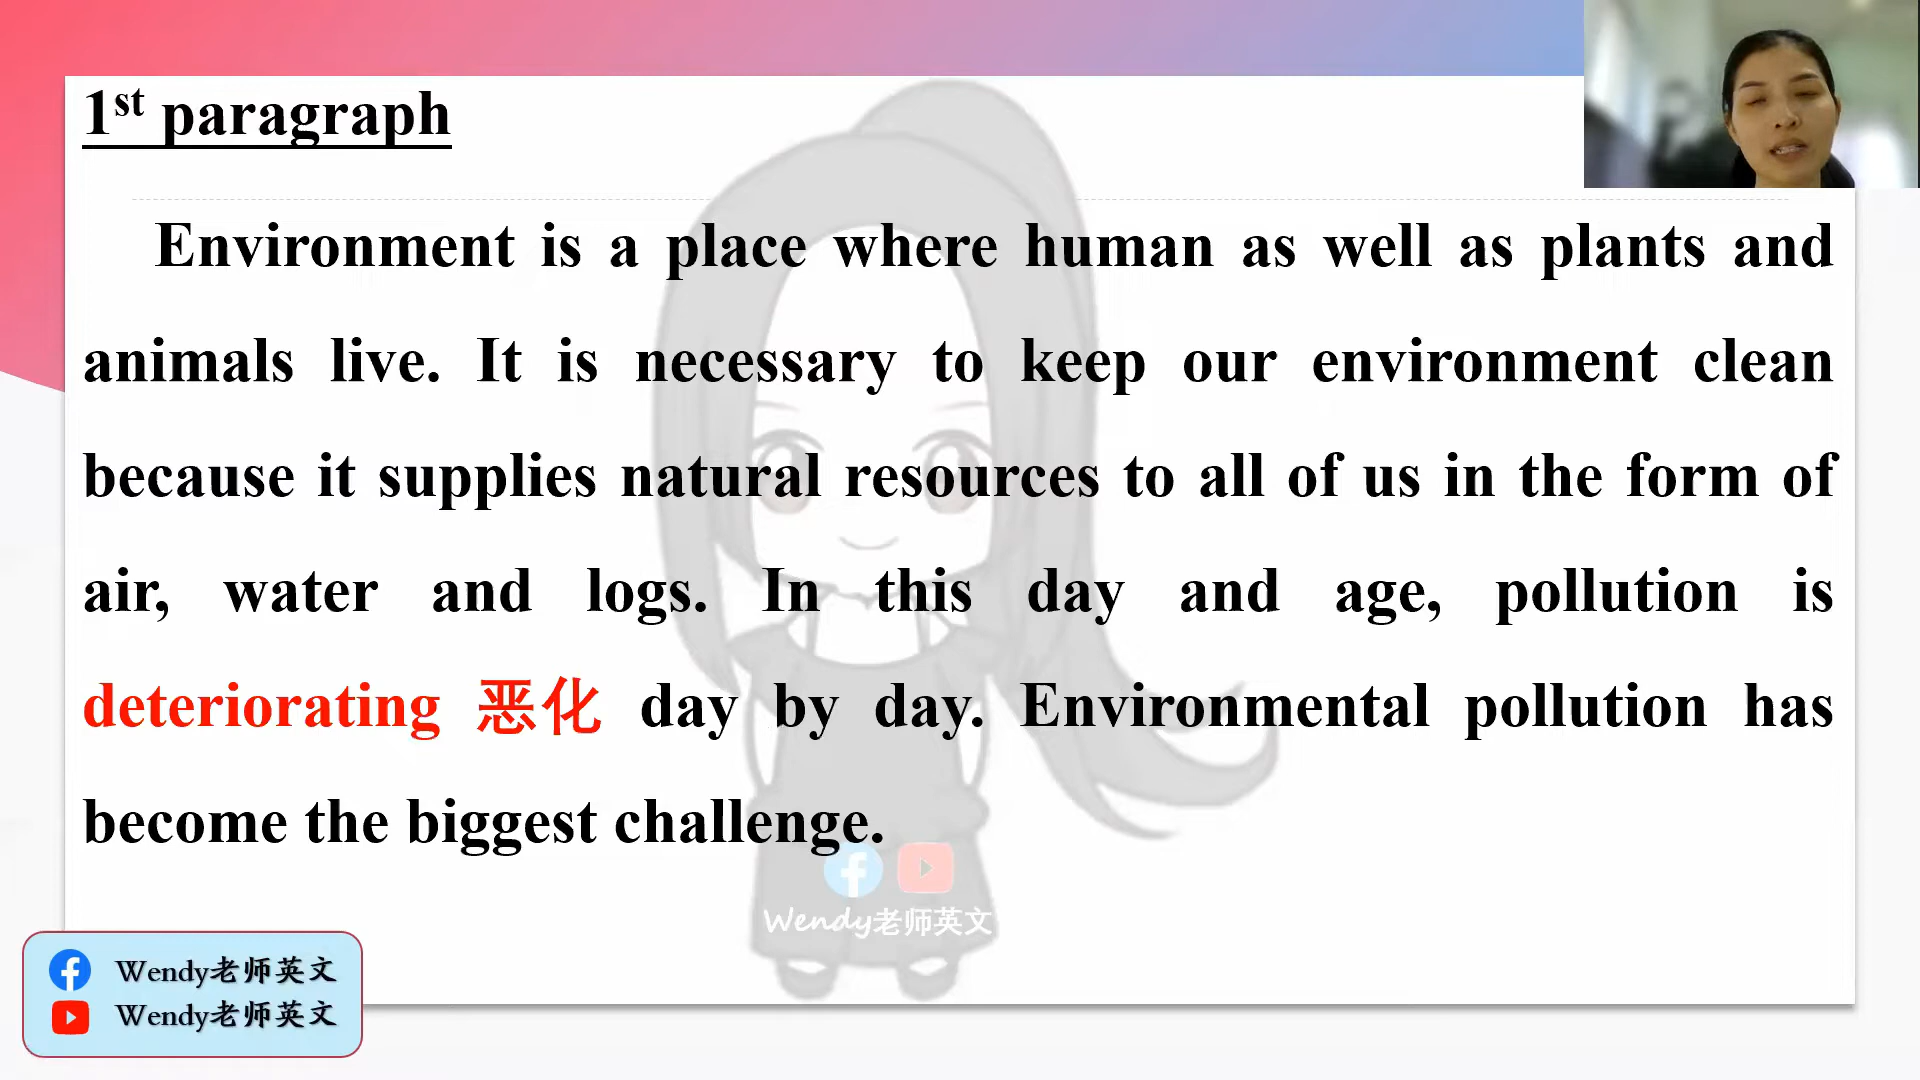 1st paragraph
Environment is a place where human as well as plants and
animals live. It is necessary to keep our environment clean
because it supplies natural resources to all of us in the form of
air, water and logs. In this day and age, pollution is
deteriorating 恶化 day by day. Environmental pollution has
become the biggest challenge.
Wendy老师英文
Wendy老师英文
Wendy老师英文